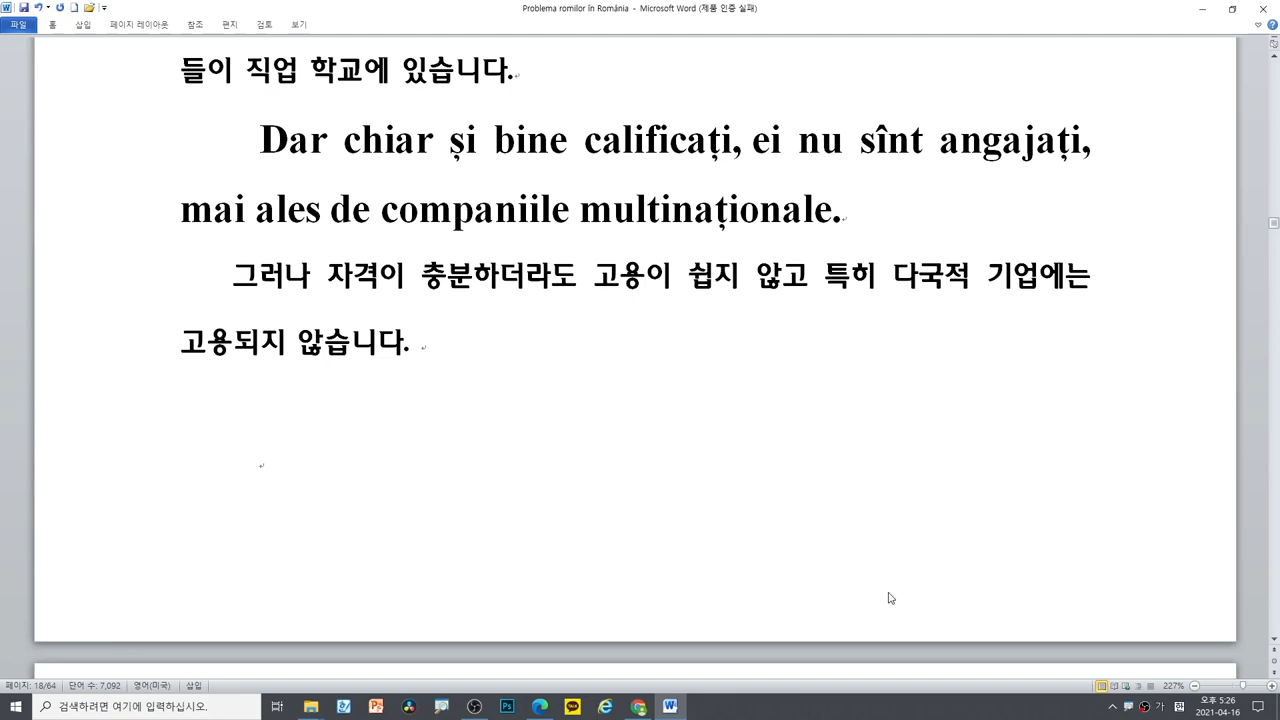 Problema romilor în România - Microsoft Word (제품 인증 실패)
파일 홈 삽입 페이지 레이아웃 참조 편지 검토 보기
들이 직업 학교에 있습니다.
Dar chiar și bine calificați, ei nu sînt angajați,
mai ales de companiile multinaționale.
그러나 자격이 충분하더라도 고용이 쉽지 않고 특히 다국적 기업에는
고용되지 않습니다.
페이지: 18/64 단어 수: 7,092 영어(미국) 삽입 227%
검색하려면 여기에 입력하십시오. 가 오후 5:26
2021-04-16